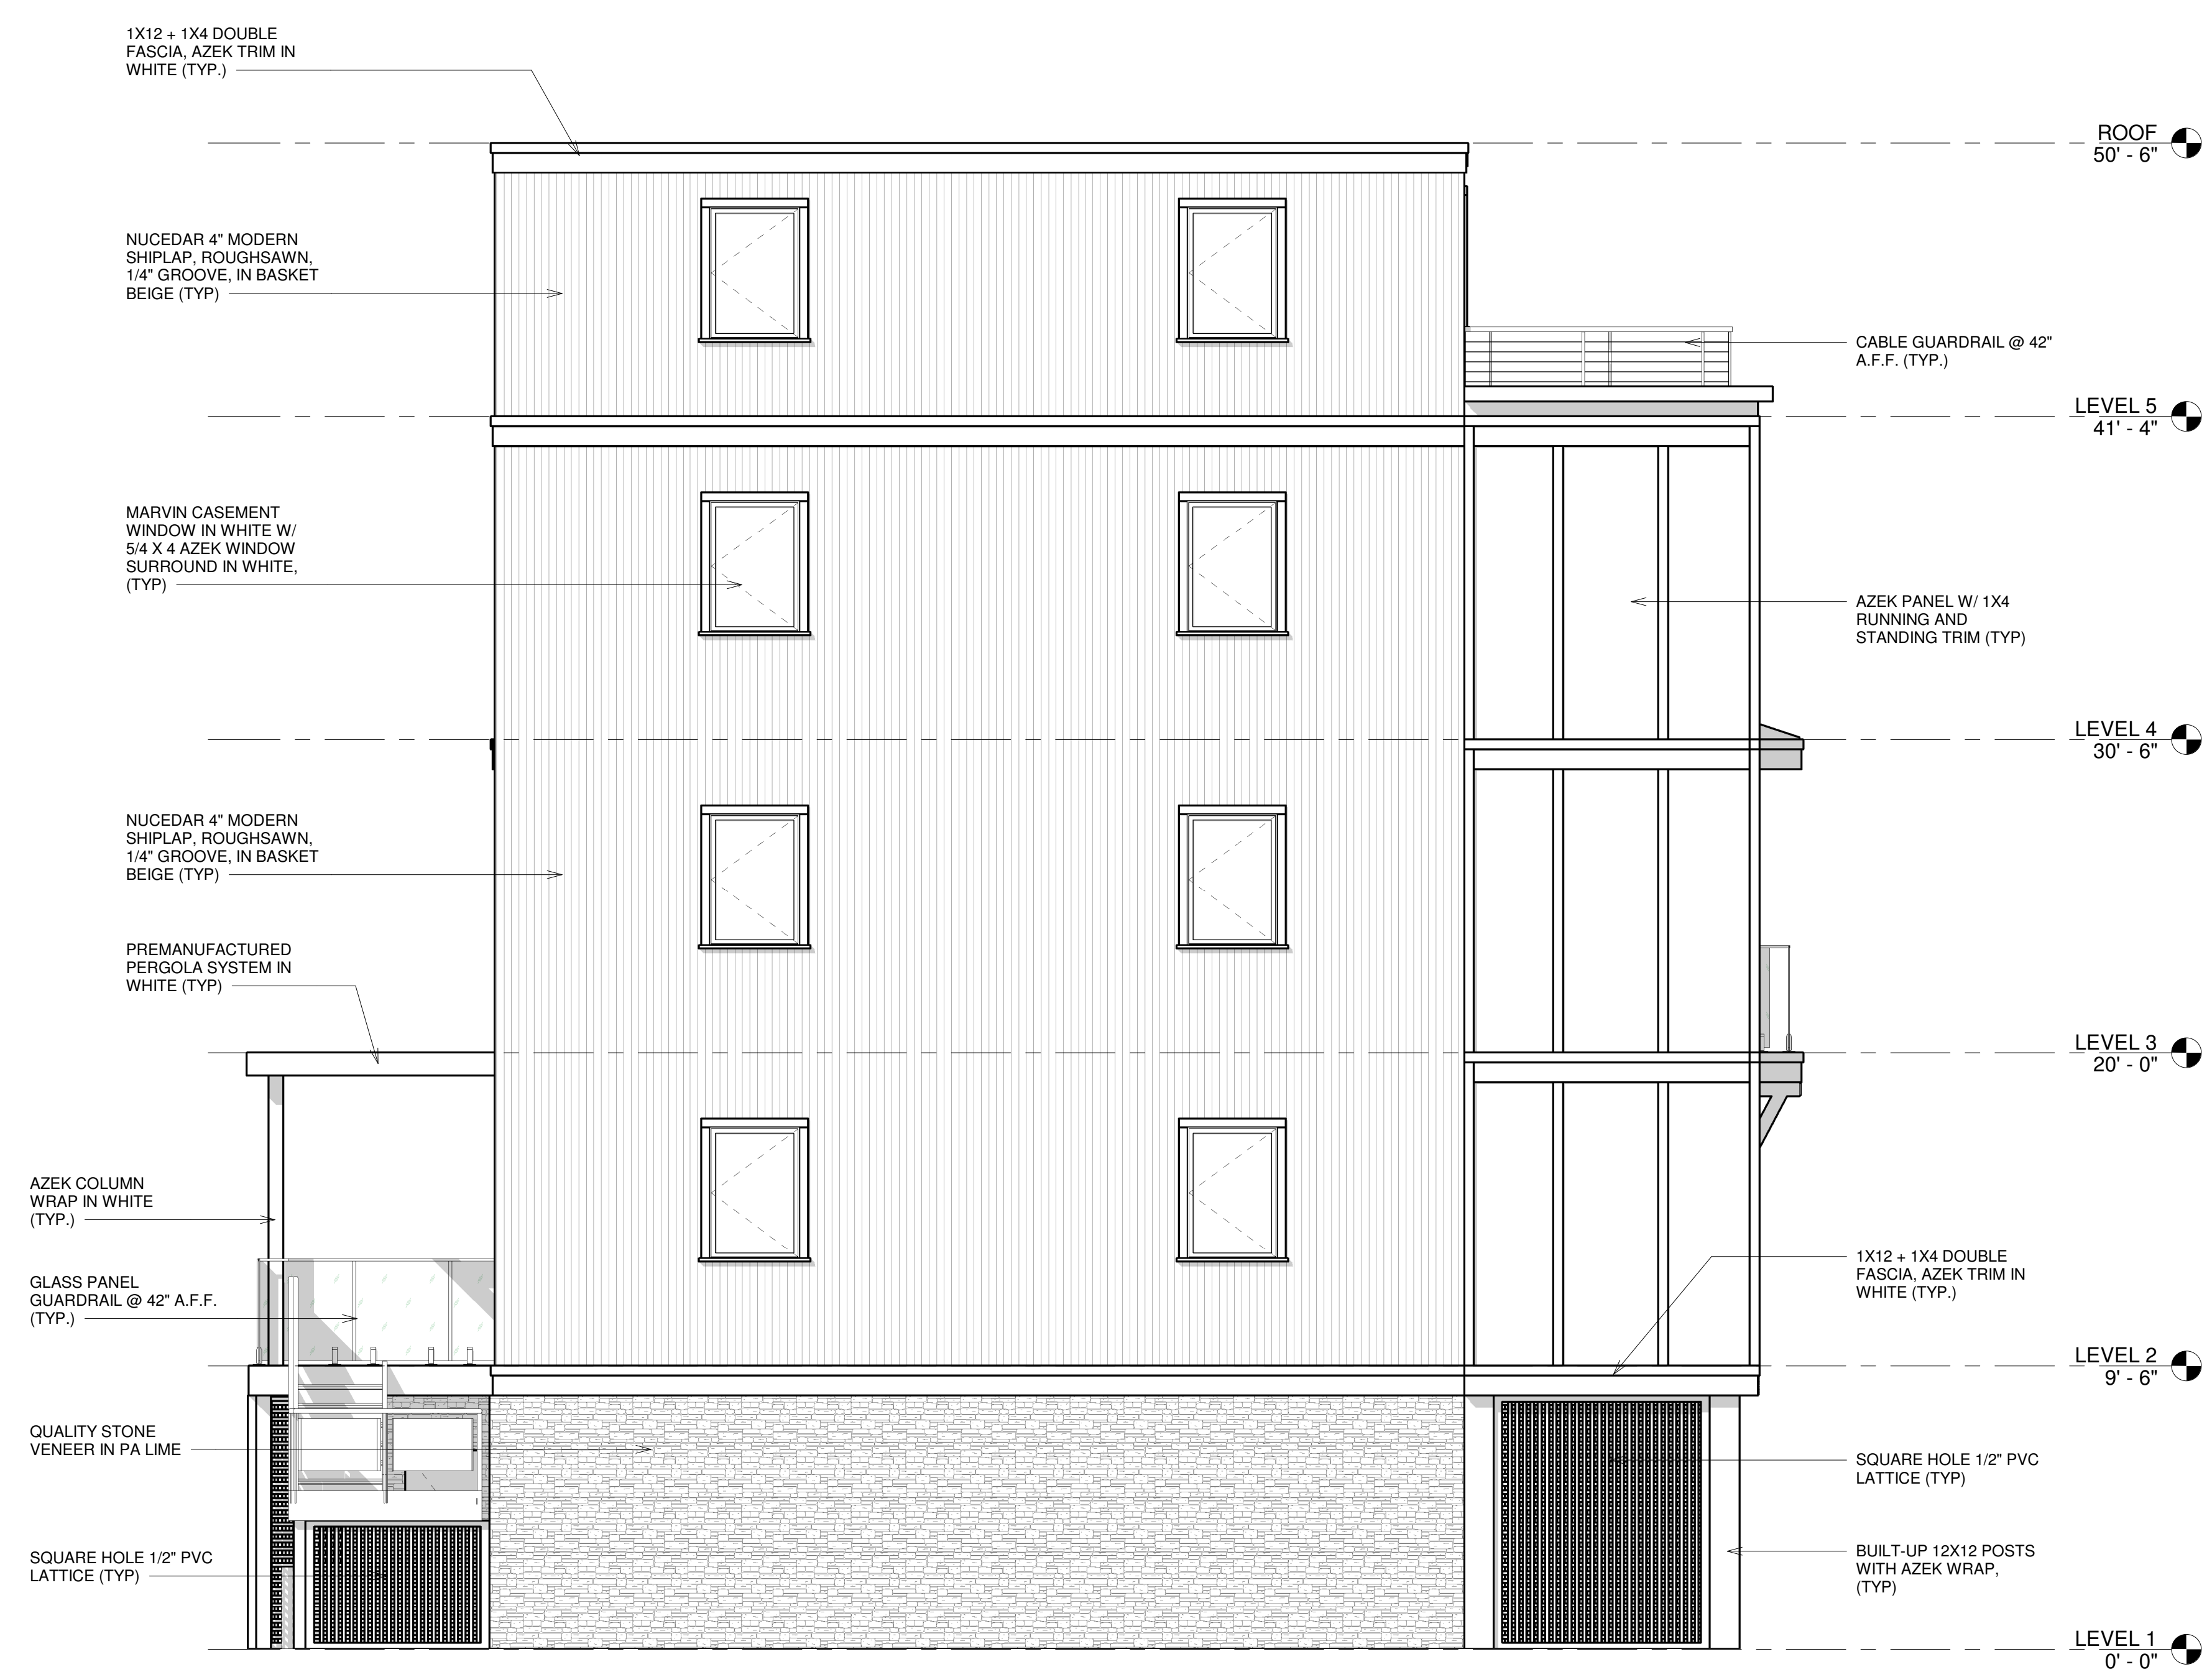 1X12 + 1X4 DOUBLE
FASCIA, AZEK TRIM IN
WHITE (TYP.)
ROOF
50' - 6"
NUCEDAR 4" MODERN
SHIPLAP, ROUGHSAWN,
1/4" GROOVE, IN BASKET
BEIGE (TYP)
CABLE GUARDRAIL @ 42"
A.F.F. (TYP.)
LEVEL 5
41' - 4"
MARVIN CASEMENT
WINDOW IN WHITE W/
5/4 X 4 AZEK WINDOW
SURROUND IN WHITE,
(TYP)
AZEK PANEL W/ 1X4
RUNNING AND
STANDING TRIM (TYP)
LEVEL 4
30' - 6"
NUCEDAR 4" MODERN
SHIPLAP, ROUGHSAWN,
1/4" GROOVE, IN BASKET
BEIGE (TYP)
PREMANUFACTURED
PERGOLA SYSTEM IN
WHITE (TYP)
LEVEL 3
20' - 0"
AZEK COLUMN
WRAP IN WHITE
(TYP.)
GLASS PANEL
GUARDRAIL @ 42" A.F.F.
(TYP.)
1X12 + 1X4 DOUBLE
FASCIA, AZEK TRIM IN
WHITE (TYP.)
LEVEL 2
9' - 6"
QUALITY STONE
VENEER IN PA LIME
SQUARE HOLE 1/2" PVC
LATTICE (TYP)
SQUARE HOLE 1/2" PVC
LATTICE (TYP)
BUILT-UP 12X12 POSTS
WITH AZEK WRAP,
(TYP)
LEVEL 1
0' - 0"